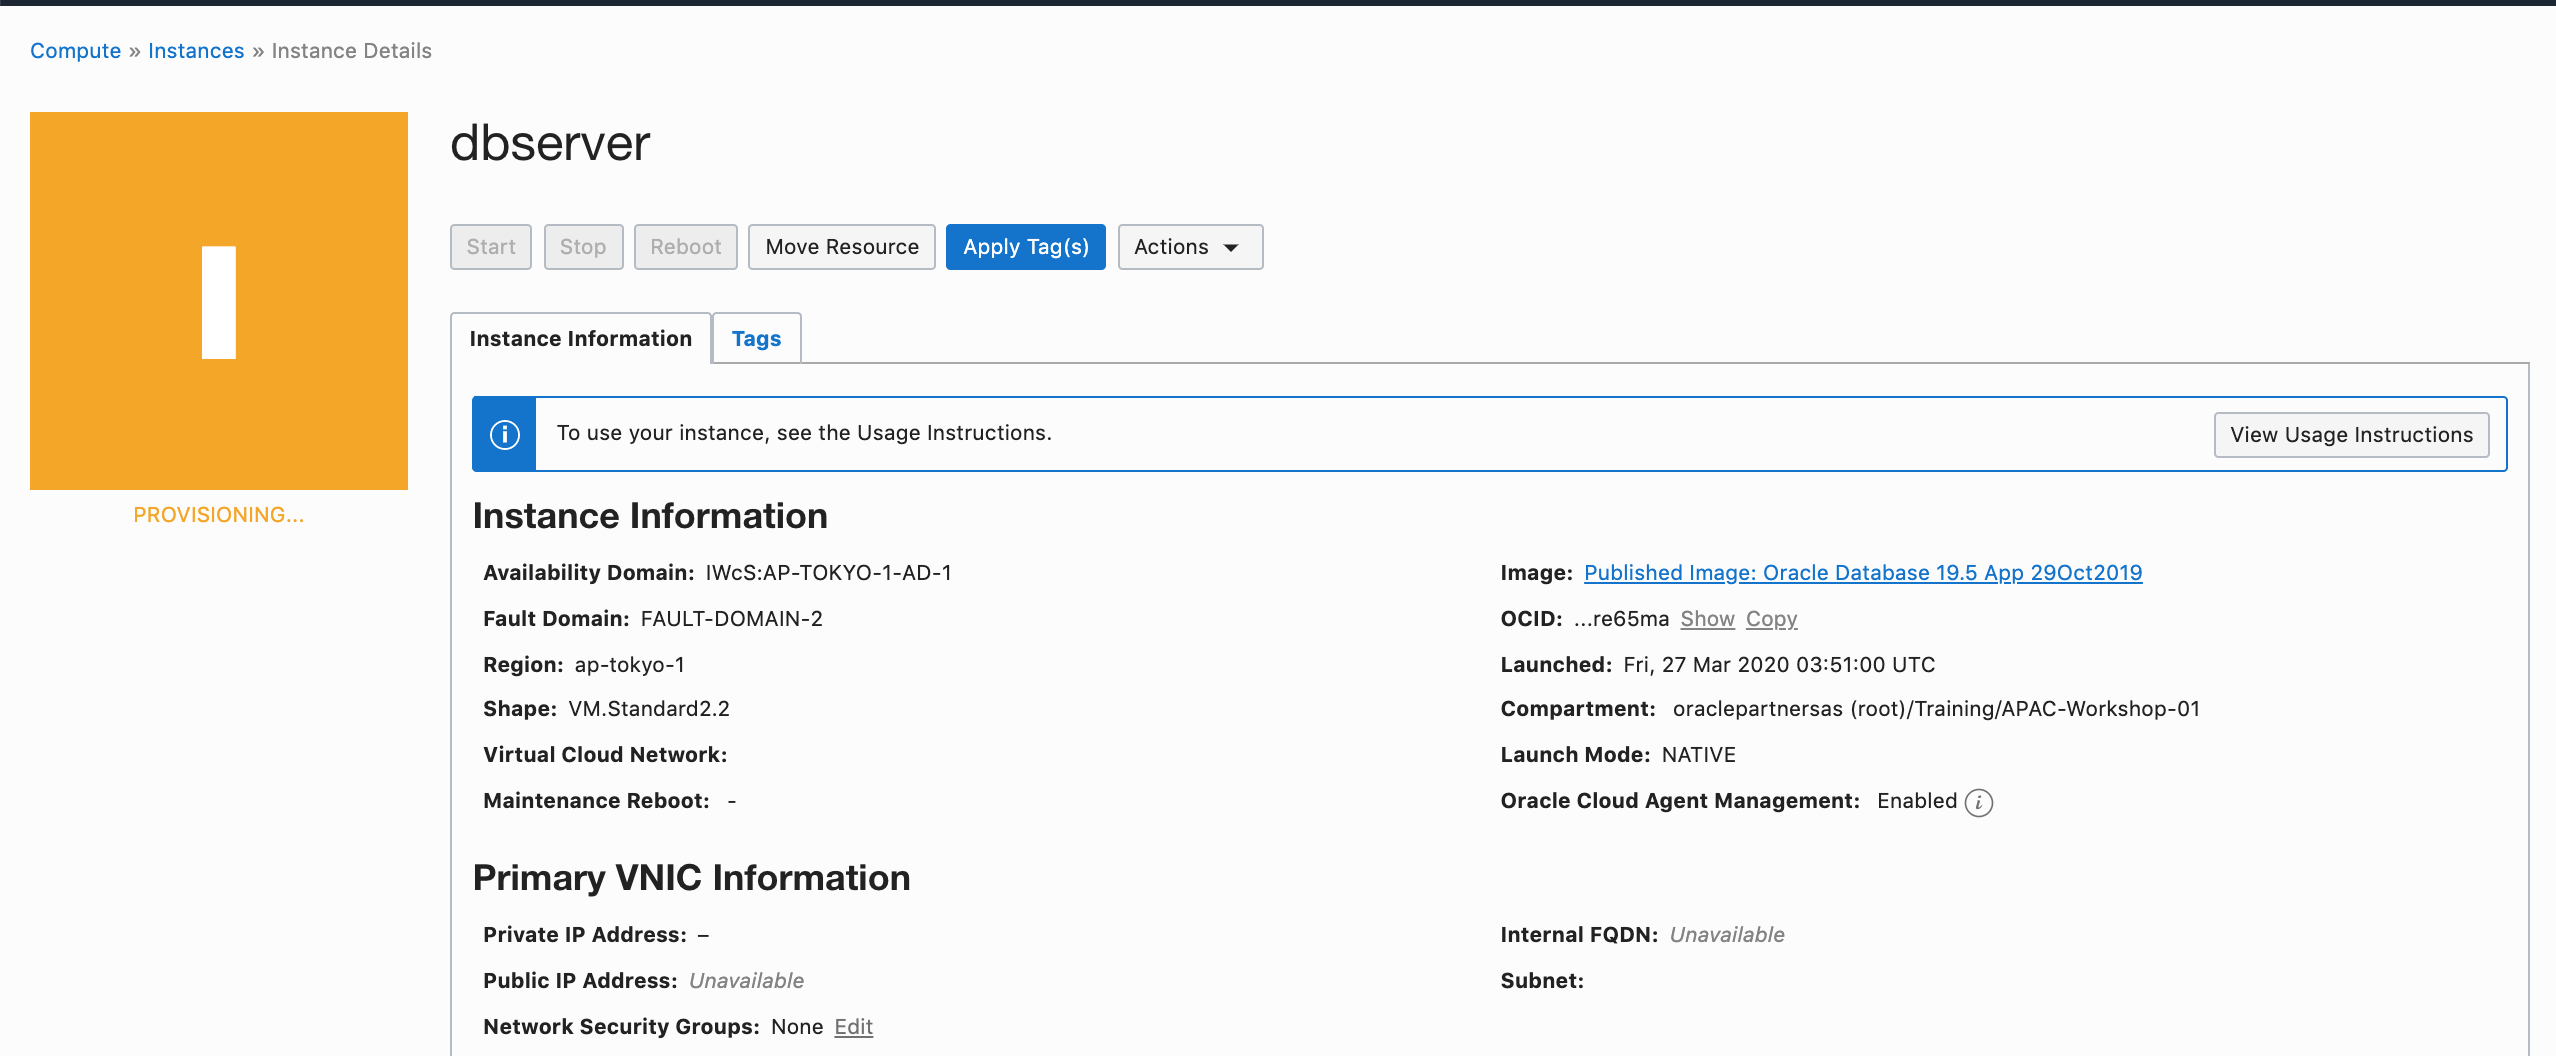 Compute » Instances » Instance Details
I
PROVISIONING...
dbserver
Start Stop Reboot Move Resource Apply Tag(s) Actions
Instance Information Tags
To use your instance, see the Usage Instructions. View Usage Instructions
Instance Information
Availability Domain: IWcS:AP-TOKYO-1-AD-1
Fault Domain: FAULT-DOMAIN-2
Region: ap-tokyo-1
Shape: VM.Standard2.2
Virtual Cloud Network:
Maintenance Reboot: -
Image: Published Image: Oracle Database 19.5 App 29Oct2019
OCID: ...re65ma Show Copy
Launched: Fri, 27 Mar 2020 03:51:00 UTC
Compartment: oraclepartnersas (root)/Training/APAC-Workshop-01
Launch Mode: NATIVE
Oracle Cloud Agent Management: Enabled
Primary VNIC Information
Private IP Address: –
Public IP Address: Unavailable
Network Security Groups: None Edit
Internal FQDN: Unavailable
Subnet: